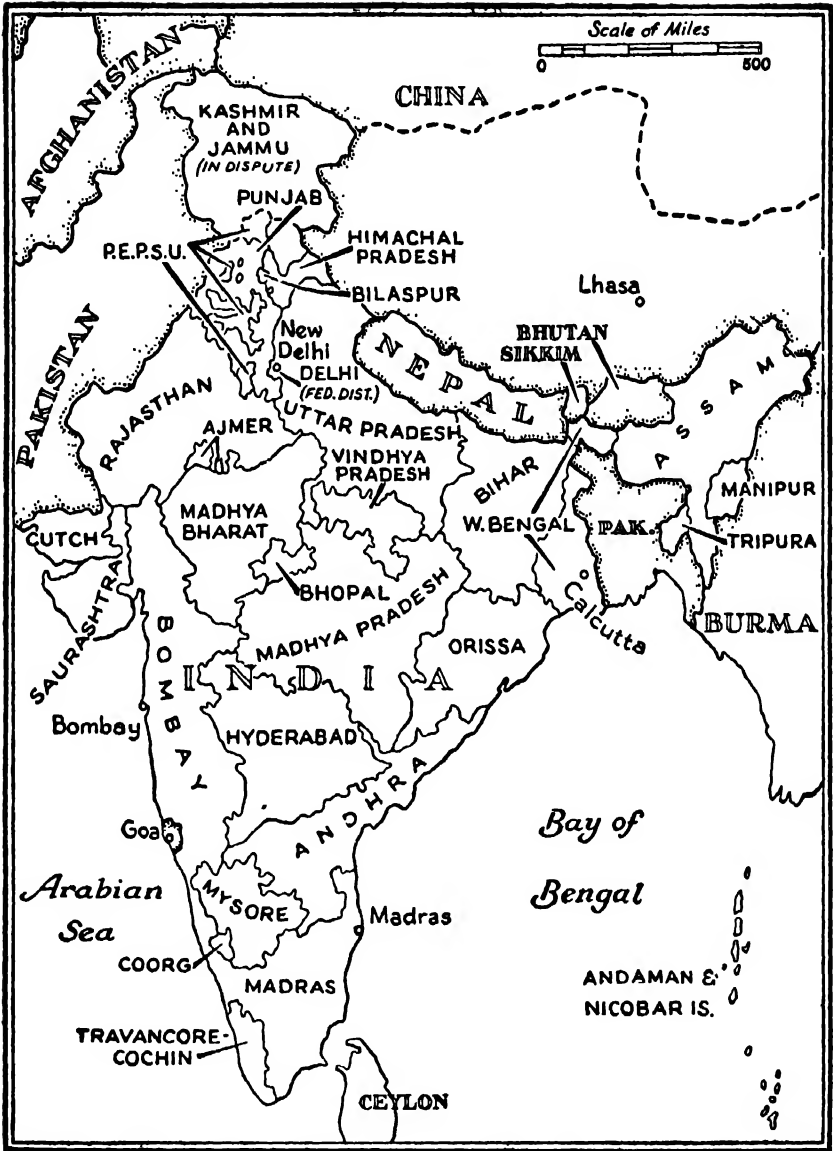 Scale of Miles
0 500
AFGHANISTAN
CHINA
KASHMIR
AND
JAMMU
(IN DISPUTE)
PUNJAB
P.E.P.S.U.
HIMACHAL
PRADESH
BILASPUR
Lhasa
PAKISTAN
New
Delhi
DELHI
(FED. DIST.)
NEPAL
BHUTAN
SIKKIM
ASSAM
RAJASTHAN
UTTAR PRADESH
AJMER
VINDHYA
PRADESH
BIHAR
MANIPUR
MADHYA
BHARAT
W. BENGAL
PAK.
TRIPURA
CUTCH
BHOPAL
Calcutta
SAURASHTRA
MADHYA PRADESH
BURMA
ORISSA
BOMBAY
INDIA
Bombay
HYDERABAD
ANDHRA
Goa
Bay of
Bengal
Arabian
Sea
MYSORE
Madras
COORG
MADRAS
ANDAMAN &
NICOBAR IS.
TRAVANCORE-
COCHIN
CEYLON